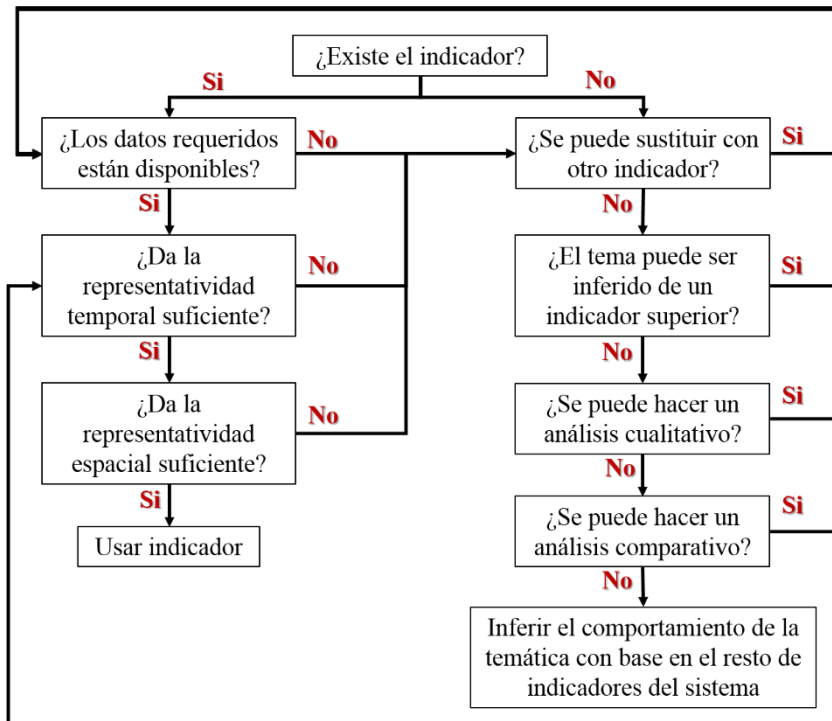 ¿Existe el indicador?
Si
No
¿Los datos requeridos
están disponibles?
No
¿Se puede sustituir con
otro indicador?
Si
Si
No
¿Da la
representatividad
temporal suficiente?
No
¿El tema puede ser
inferido de un
indicador superior?
Si
Si
No
¿Da la
representatividad
espacial suficiente?
No
¿Se puede hacer un
análisis cualitativo?
Si
Si
No
Usar indicador
¿Se puede hacer un
análisis comparativo?
Si
No
Inferir el comportamiento de la
temática con base en el resto de
indicadores del sistema